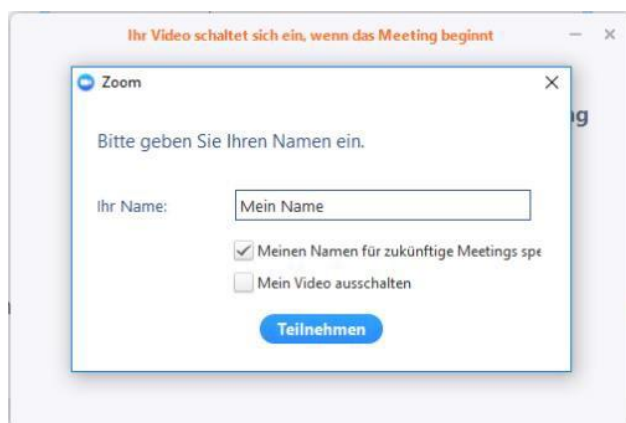 Ihr Video schaltet sich ein, wenn das Meeting beginnt
Zoom
Bitte geben Sie Ihren Namen ein.
Ihr Name:
Mein Name
Meinen Namen für zukünftige Meetings spe
Mein Video ausschalten
Teilnehmen